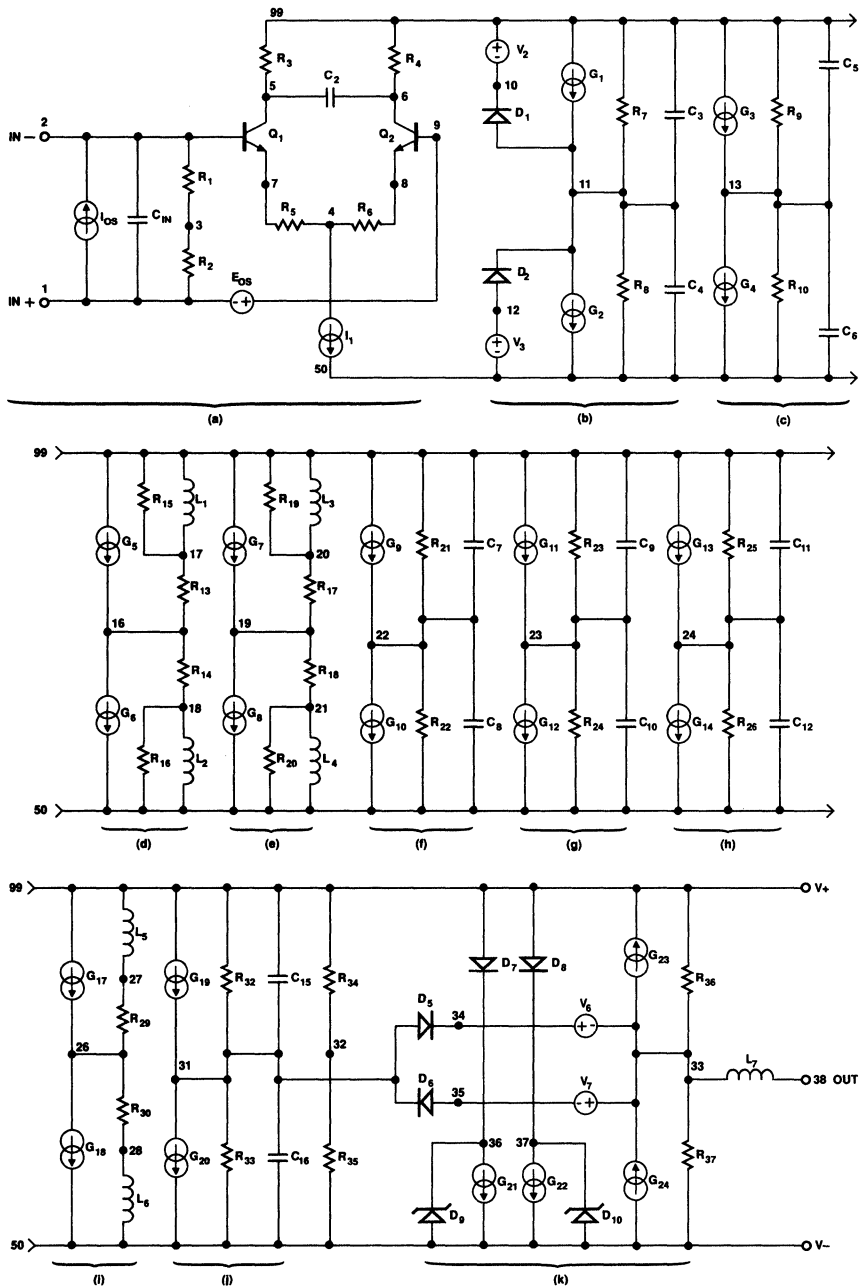 99
R3 R4 V2 C5
5 C2 6 10 G1
2 9 D1 R7 C3 G3 R9
IN– Q1 Q2
R1 7 8 11 13
IOS CIN 3 R5 4 R6
R2 D2 R8 C4 G4 R10
1 EOS G2
IN+ – + 12 C6
I1 V3
50
(a) (b) (c)
99
R15 L1 R19 L3
G5 17 G7 20 G9 R21 C7 G11 R23 C9 G13 R25 C11
R13 R17
16 19 22 23 24
R14 R18
G6 18 G8 21 G10 R22 C8 G12 R24 C10 G14 R26 C12
R16 L2 R20 L4
50
(d) (e) (f) (g) (h)
99 V+
L5 D7 D8 G23
G17 27 G19 R32 C15 R34 R36
R29 D5 34 V6
26 32 + –
31 33 L7
D6 35 V7 38 OUT
R30 – +
G18 28 G20 R33 C16 R35 36 37 R37
L6 G21 G22 G24
D9 D10
50 V–
(i) (j) (k)